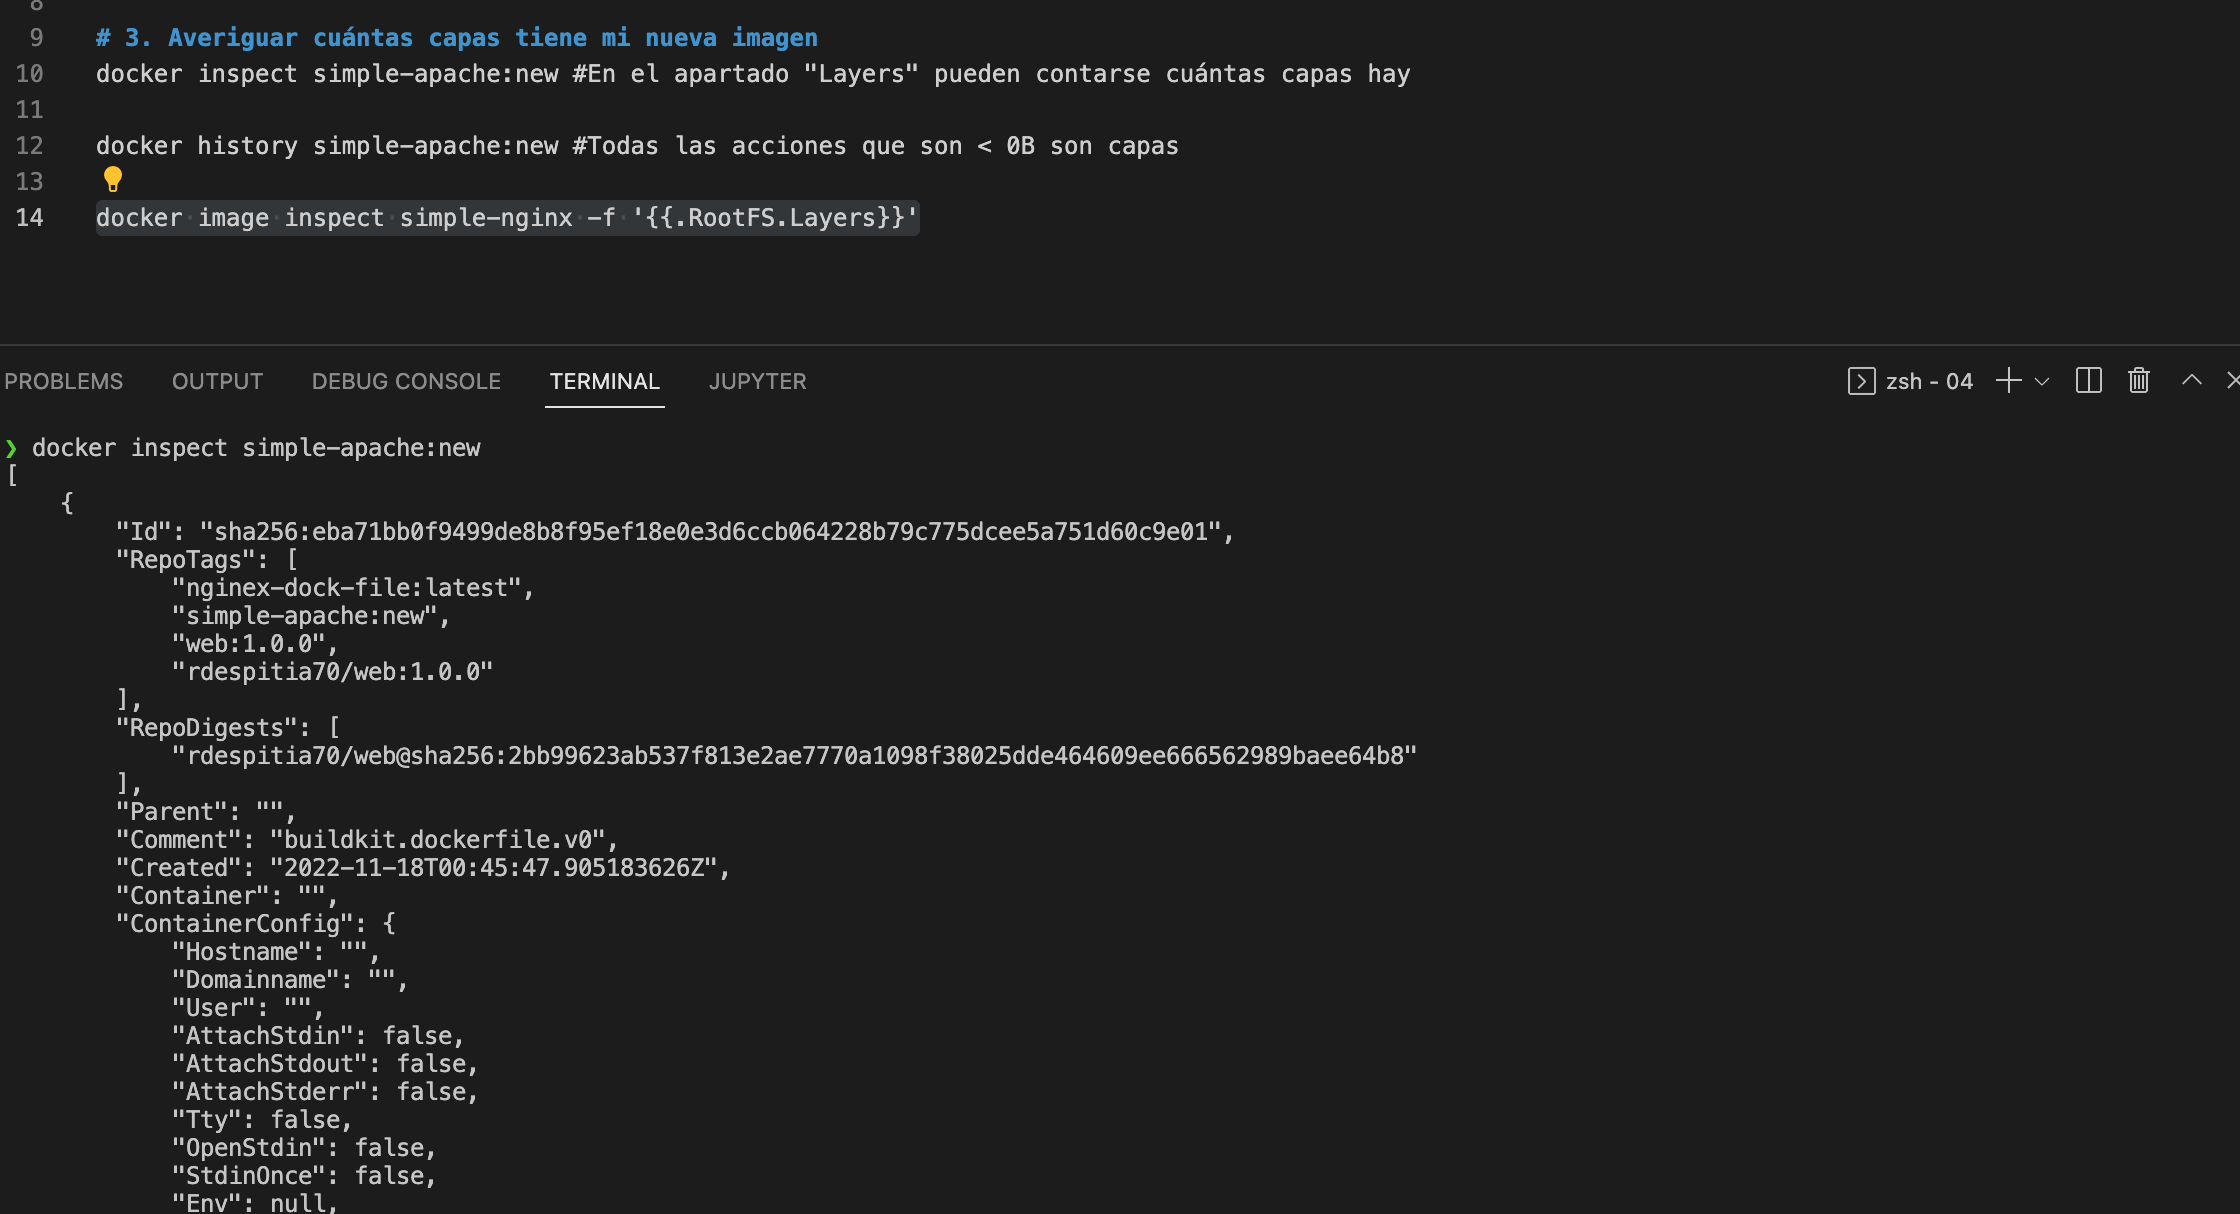 8
9 # 3. Averiguar cuántas capas tiene mi nueva imagen
10 docker inspect simple-apache:new #En el apartado "Layers" pueden contarse cuántas capas hay
11
12 docker history simple-apache:new #Todas las acciones que son < 0B son capas
13
14 docker image inspect simple-nginx -f '{{.RootFS.Layers}}'
PROBLEMS OUTPUT DEBUG CONSOLE TERMINAL JUPYTER zsh - 04
❯ docker inspect simple-apache:new
[
    {
        "Id": "sha256:eba71bb0f9499de8b8f95ef18e0e3d6ccb064228b79c775dcee5a751d60c9e01",
        "RepoTags": [
            "nginex-dock-file:latest",
            "simple-apache:new",
            "web:1.0.0",
            "rdespitia70/web:1.0.0"
        ],
        "RepoDigests": [
            "rdespitia70/web@sha256:2bb99623ab537f813e2ae7770a1098f38025dde464609ee666562989baee64b8"
        ],
        "Parent": "",
        "Comment": "buildkit.dockerfile.v0",
        "Created": "2022-11-18T00:45:47.905183626Z",
        "Container": "",
        "ContainerConfig": {
            "Hostname": "",
            "Domainname": "",
            "User": "",
            "AttachStdin": false,
            "AttachStdout": false,
            "AttachStderr": false,
            "Tty": false,
            "OpenStdin": false,
            "StdinOnce": false,
            "Env": null,